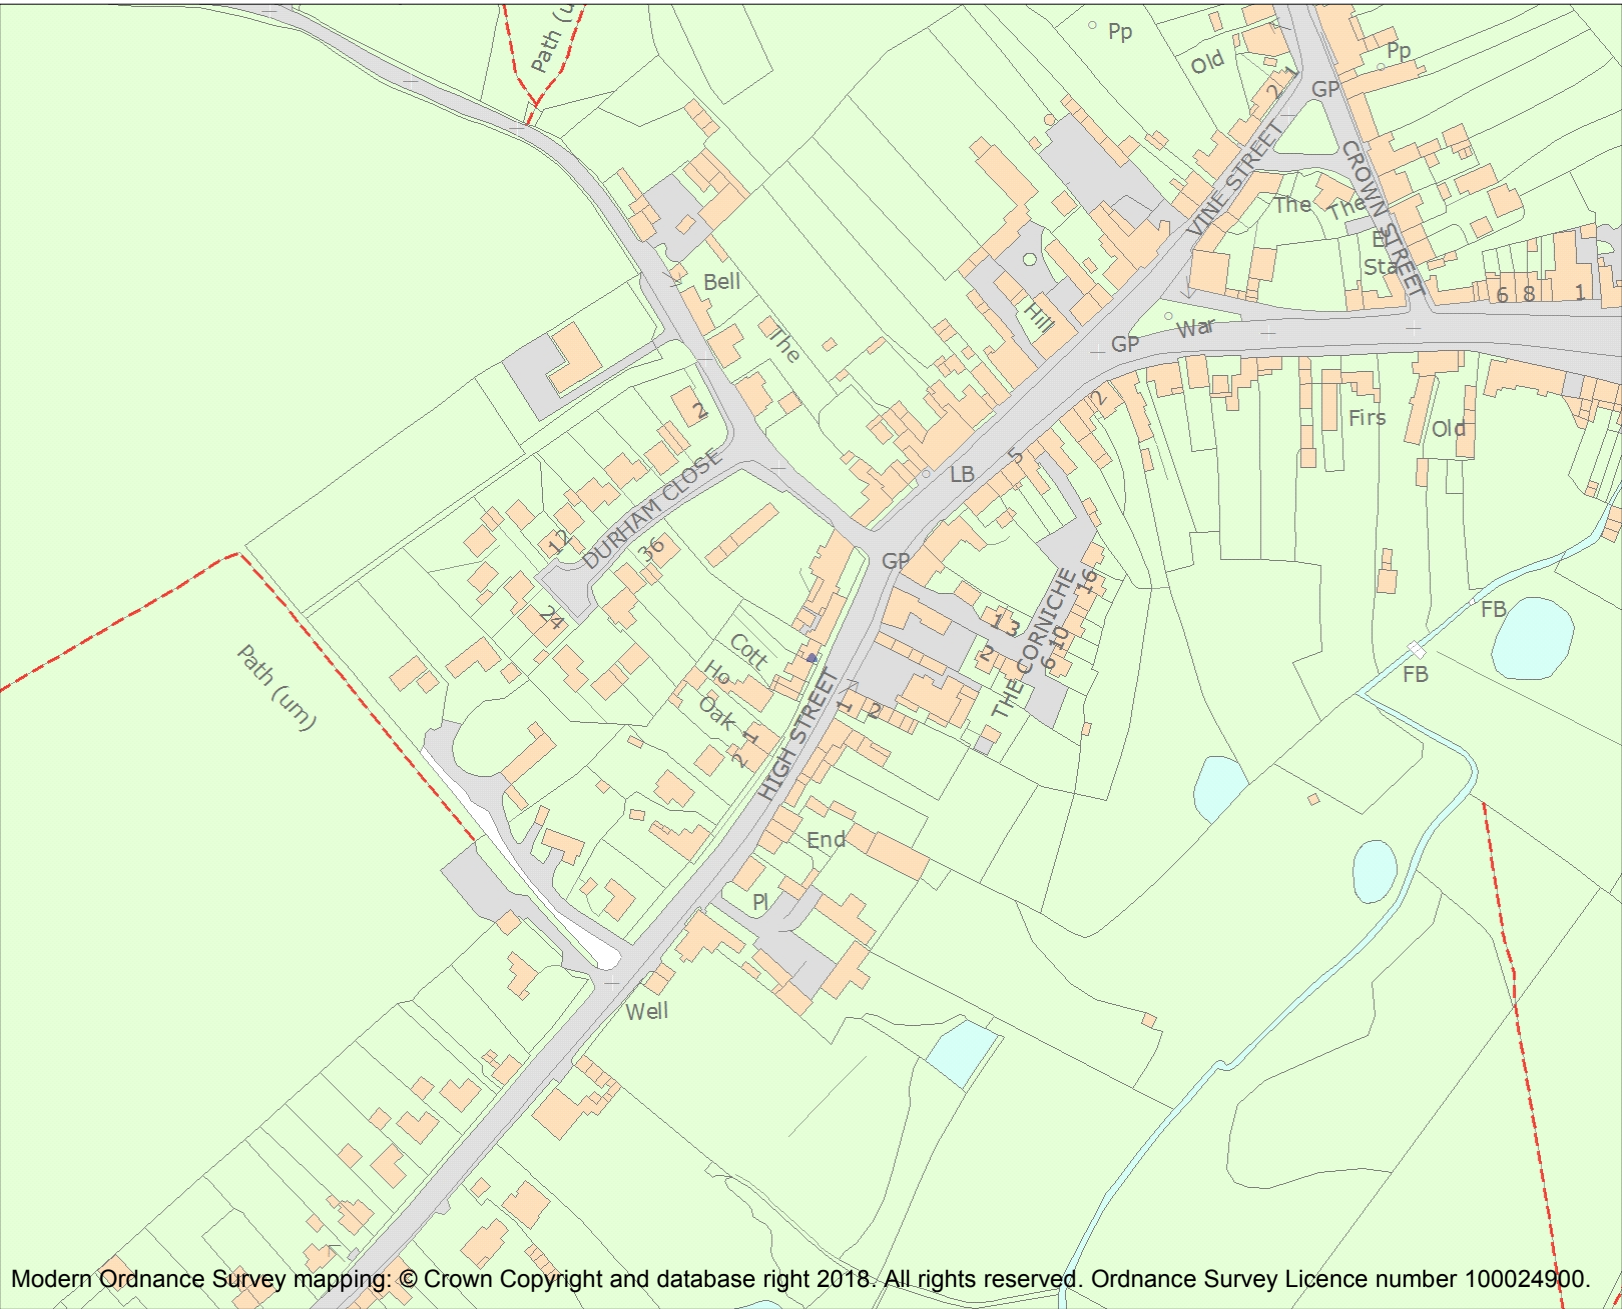 Path (u
Pp
Old
Pp
GP
2 1
VINE STREET
CROWN STREET
The
The
El
Sta
Bell
6 8 1
Hill
War
GP
The
2
2
Firs
Old
LB
5
DURHAM CLOSE
12
36
24
GP
THE CORNICHE
16
13
10
6
2
FB
FB
Path (um)
Cott
Ho
Oak
1
2
HIGH STREET
1
2
End
Pl
Well
Modern Ordnance Survey mapping: © Crown Copyright and database right 2018. All rights reserved. Ordnance Survey Licence number 100024900.